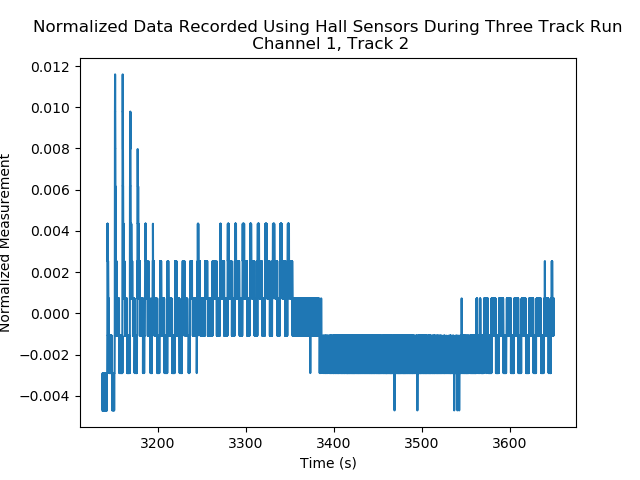 Normalized Data Recorded Using Hall Sensors During Three Track Run
Channel 1, Track 2
0.012
0.010
0.008
0.006
0.004
0.002
0.000
−0.002
−0.004
Normalized Measurement
3200 3300 3400 3500 3600
Time (s)